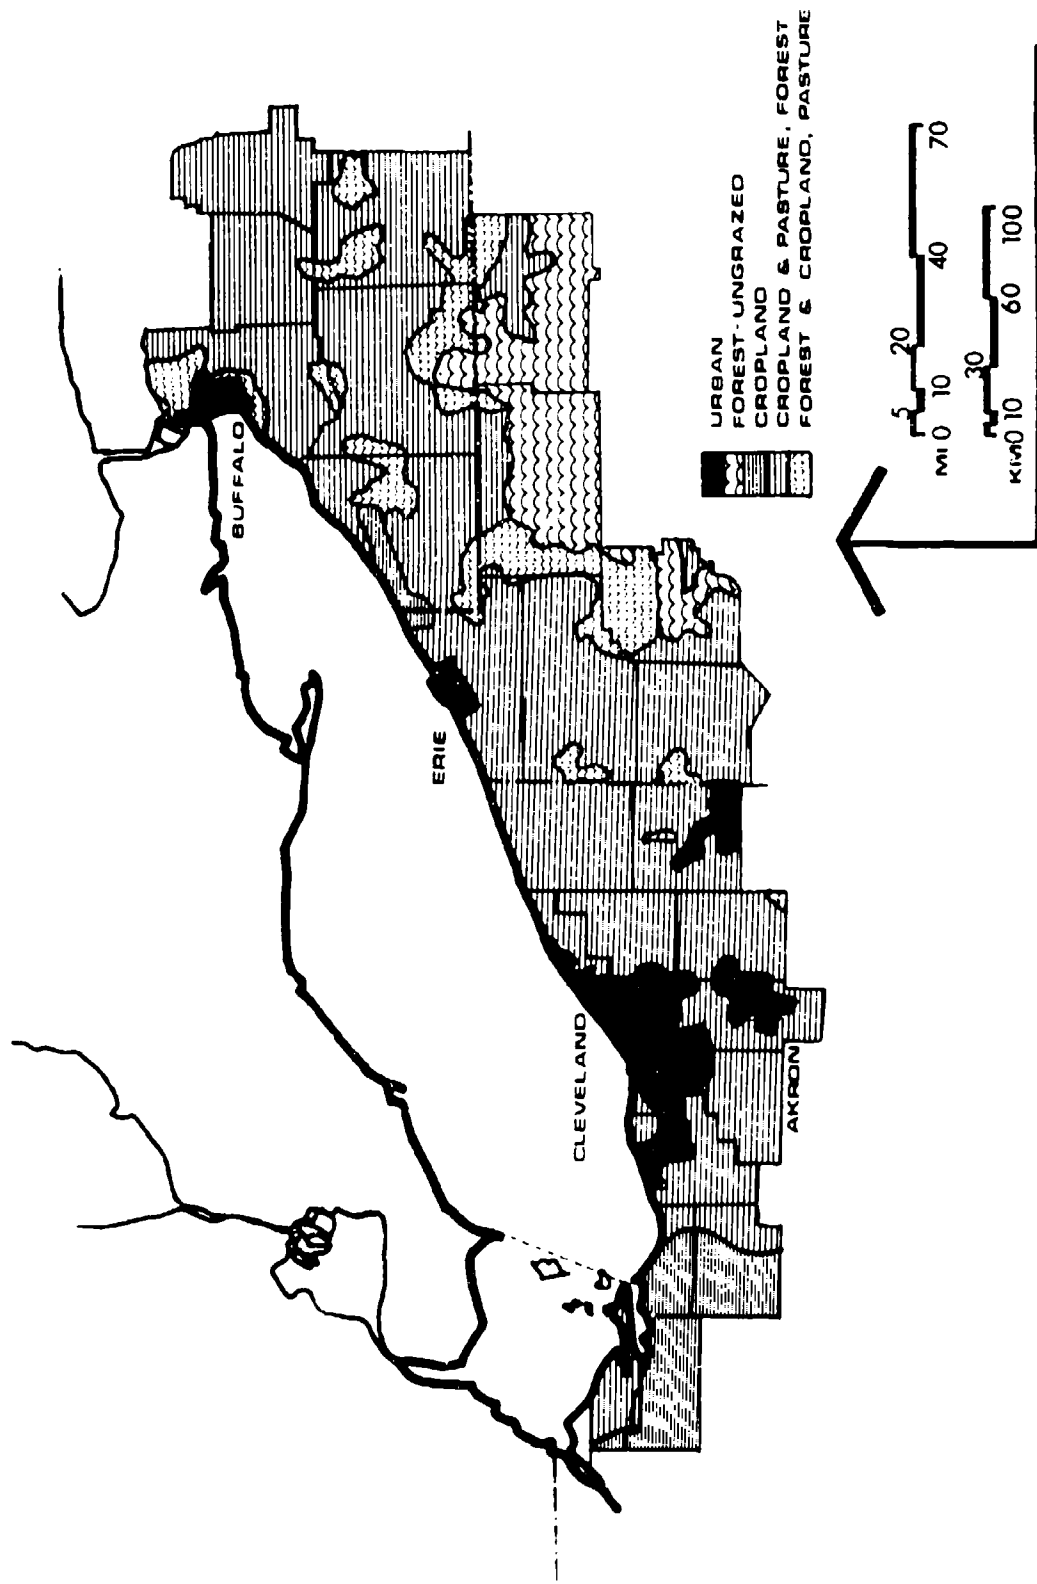 BUFFALO
ERIE
CLEVELAND
AKRON
URBAN
FOREST-UNGRAZED
CROPLAND
CROPLAND & PASTURE, FOREST
FOREST & CROPLAND, PASTURE
MI 0 5 10 20 40 70
KM 0 10 30 60 100